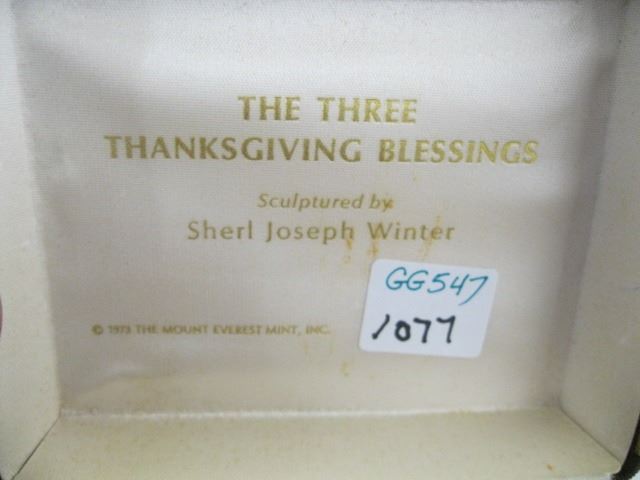 THE THREE
THANKSGIVING BLESSINGS
Sculptured by
Sherl Joseph Winter
GG547
1077
© 1973 THE MOUNT EVEREST MINT, INC.